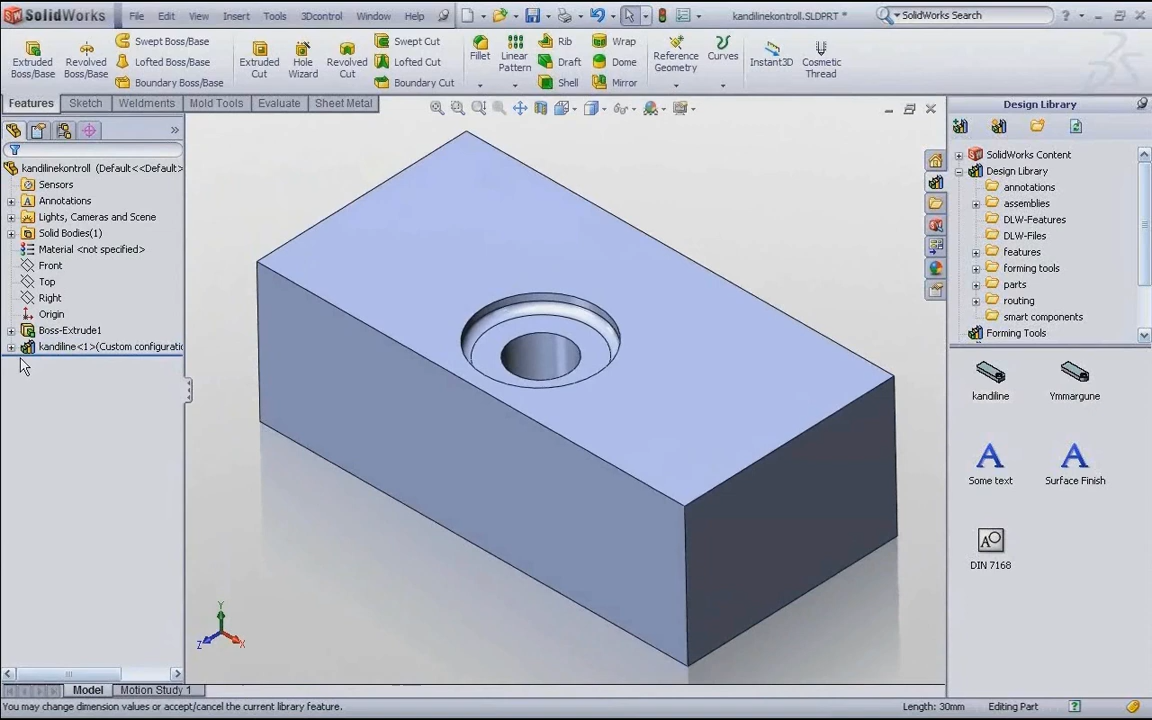 SolidWorks File Edit View Insert Tools 3Dcontrol Window Help kandilinekontroll.SLDPRT * SolidWorks Search ?
Extruded Boss/Base
Revolved Boss/Base
Swept Boss/Base
Lofted Boss/Base
Boundary Boss/Base
Extruded Cut
Hole Wizard
Revolved Cut
Swept Cut
Lofted Cut
Boundary Cut
Fillet
Linear Pattern
Rib
Draft
Shell
Wrap
Dome
Mirror
Reference Geometry
Curves
Instant3D
Cosmetic Thread
Features Sketch Weldments Mold Tools Evaluate Sheet Metal
kandilinekontroll (Default<<Default>
Sensors
Annotations
Lights, Cameras and Scene
Solid Bodies(1)
Material <not specified>
Front
Top
Right
Origin
Boss-Extrude1
kandiline<1>(Custom configuratic
Y
Z
X
Design Library
SolidWorks Content
Design Library
annotations
assemblies
DLW-Features
DLW-Files
features
forming tools
parts
routing
smart components
Forming Tools
kandiline Ymmargune
Some text Surface Finish
DIN 7168
Model Motion Study 1
You may change dimension values or accept/cancel the current library feature. Length: 30mm Editing Part ?